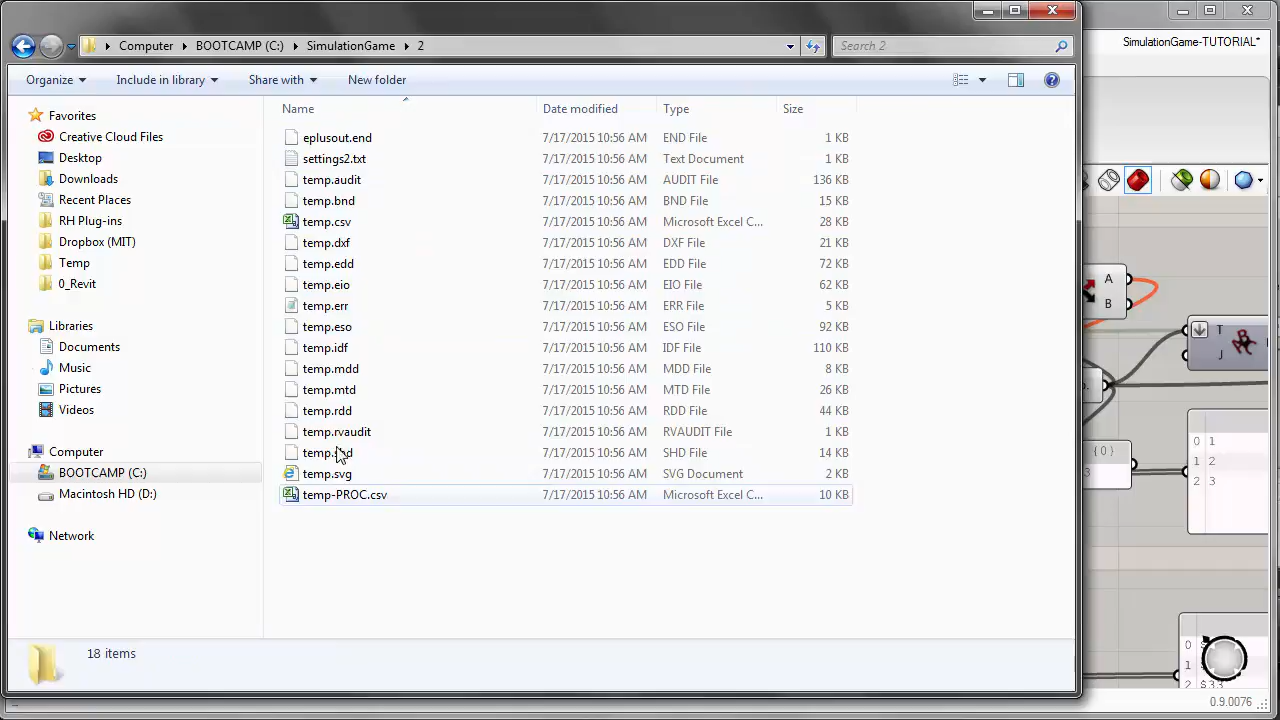 Computer BOOTCAMP (C:) SimulationGame 2
Search 2
SimulationGame-TUTORIAL*
Organize Include in library Share with New folder
Favorites
Creative Cloud Files
Desktop
Downloads
Recent Places
RH Plug-ins
Dropbox (MIT)
Temp
0_Revit
Libraries
Documents
Music
Pictures
Videos
Computer
BOOTCAMP (C:)
Macintosh HD (D:)
Network
Name Date modified Type Size
eplusout.end 7/17/2015 10:56 AM END File 1 KB
settings2.txt 7/17/2015 10:56 AM Text Document 1 KB
temp.audit 7/17/2015 10:56 AM AUDIT File 136 KB
temp.bnd 7/17/2015 10:56 AM BND File 15 KB
temp.csv 7/17/2015 10:56 AM Microsoft Excel C... 28 KB
temp.dxf 7/17/2015 10:56 AM DXF File 21 KB
temp.edd 7/17/2015 10:56 AM EDD File 72 KB
temp.eio 7/17/2015 10:56 AM EIO File 62 KB
temp.err 7/17/2015 10:56 AM ERR File 5 KB
temp.eso 7/17/2015 10:56 AM ESO File 92 KB
temp.idf 7/17/2015 10:56 AM IDF File 110 KB
temp.mdd 7/17/2015 10:56 AM MDD File 8 KB
temp.mtd 7/17/2015 10:56 AM MTD File 26 KB
temp.rdd 7/17/2015 10:56 AM RDD File 44 KB
temp.rvaudit 7/17/2015 10:56 AM RVAUDIT File 1 KB
7/17/2015 10:56 AM SHD File 14 KB
temp.svg 7/17/2015 10:56 AM SVG Document 2 KB
temp-PROC.csv 7/17/2015 10:56 AM Microsoft Excel C... 10 KB
18 items
A
B
T
J
{0}
3
0 1
1 2
2 3
0
1
2
0.9.0076